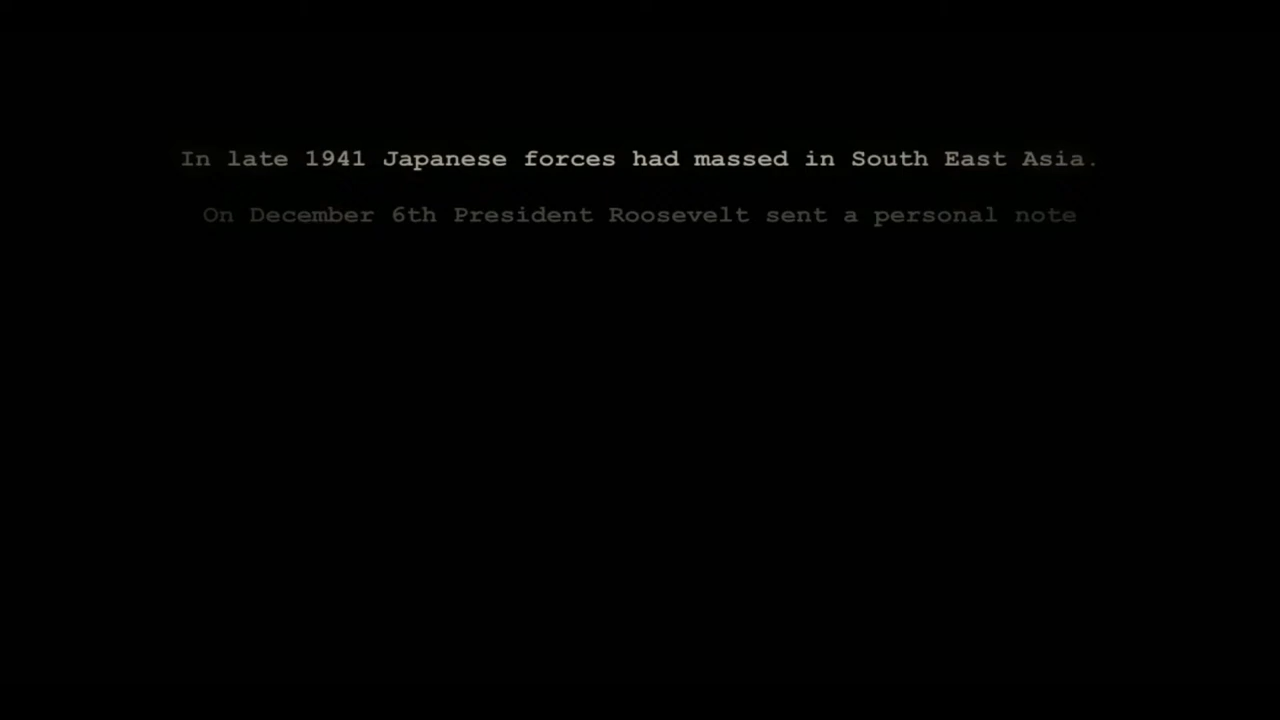 In late 1941 Japanese forces had massed in South East Asia.
On December 6th President Roosevelt sent a personal note